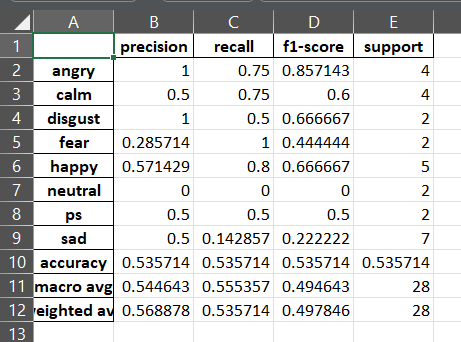 A B C D E
1 precision recall f1-score support
2 angry 1 0.75 0.857143 4
3 calm 0.5 0.75 0.6 4
4 disgust 1 0.5 0.666667 2
5 fear 0.285714 1 0.444444 2
6 happy 0.571429 0.8 0.666667 5
7 neutral 0 0 0 2
8 ps 0.5 0.5 0.5 2
9 sad 0.5 0.142857 0.222222 7
10 accuracy 0.535714 0.535714 0.535714 0.535714
11 macro avg 0.544643 0.555357 0.494643 28
12 eighted av 0.568878 0.535714 0.497846 28
13